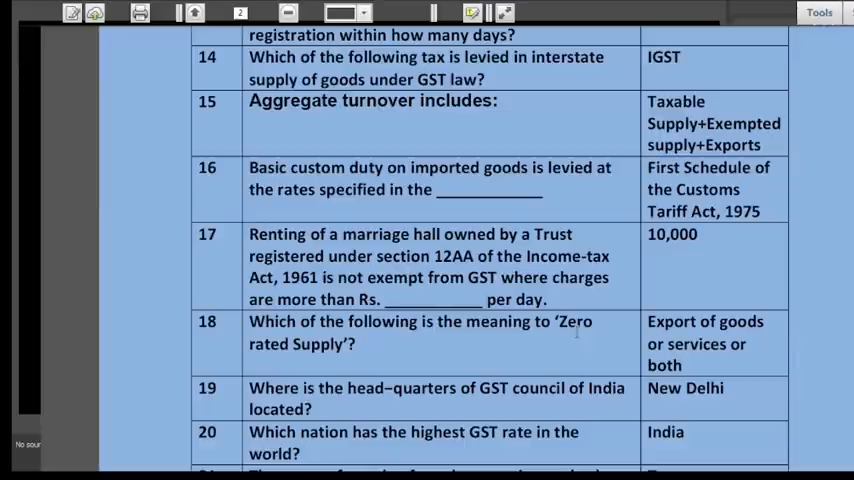 2
Tools
registration within how many days?
14 Which of the following tax is levied in interstate IGST
supply of goods under GST law?
15 Aggregate turnover includes: Taxable
Supply+Exempted
supply+Exports
16 Basic custom duty on imported goods is levied at First Schedule of
the rates specified in the ____________ the Customs
Tariff Act, 1975
17 Renting of a marriage hall owned by a Trust 10,000
registered under section 12AA of the Income-tax
Act, 1961 is not exempt from GST where charges
are more than Rs. ___________ per day.
18 Which of the following is the meaning to ‘Zero Export of goods
rated Supply’? or services or
both
19 Where is the head–quarters of GST council of India New Delhi
located?
20 Which nation has the highest GST rate in the India
world?
No sour